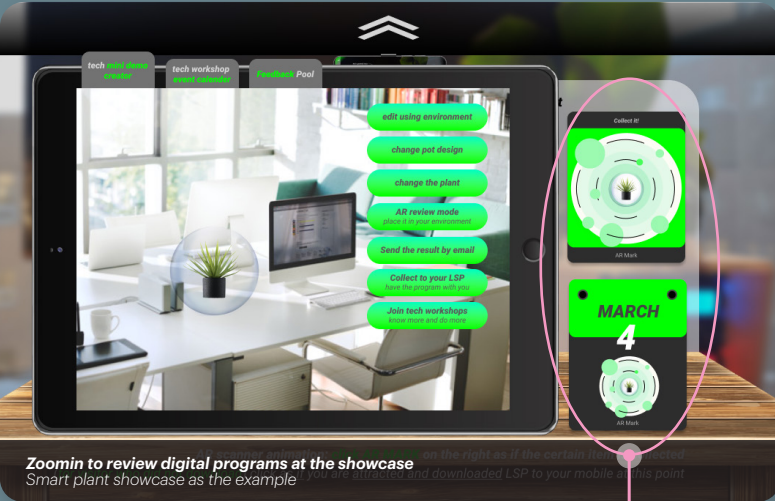 tech mini demo
creator
tech workshop
event calender
Feedback Pool
edit using environment
change pot design
change the plant
AR review mode
place it in your environment
Send the result by email
Collect to your LSP
have the program with you
Join tech workshops
know more and do more
Collect it!
AR Mark
MARCH
4
AR Mark
AR scanner animation: on the right as if the certain item
Zoomin to review digital programs at the showcase
if you are attracted and downloaded LSP to your mobile at this point
Smart plant showcase as the example